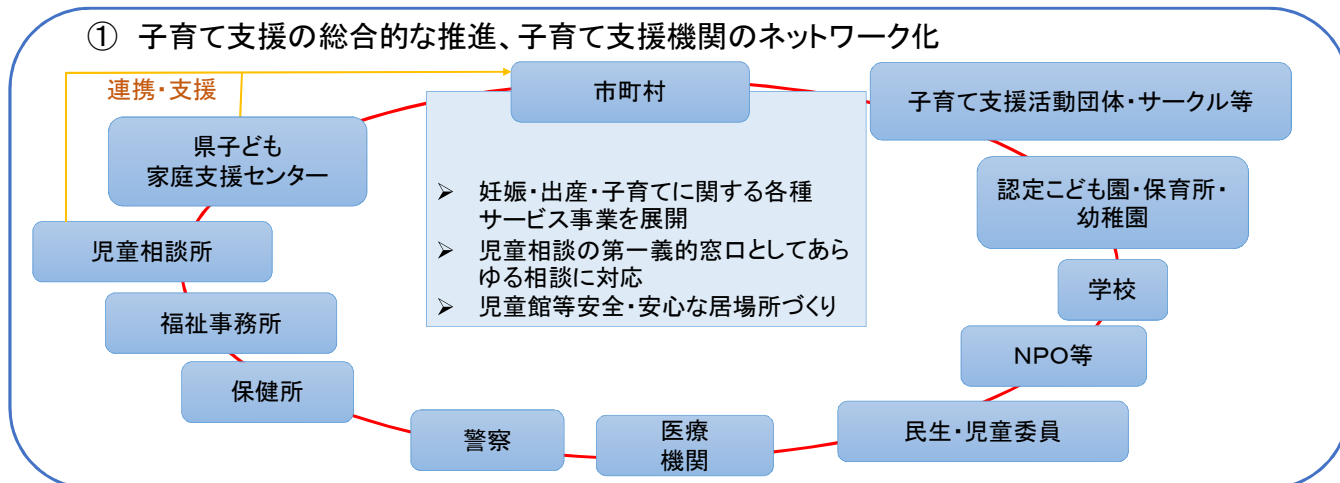 ① 子育て支援の総合的な推進、子育て支援機関のネットワーク化
連携・支援
市町村
子育て支援活動団体・サークル等
県子ども
家庭支援センター
➢ 妊娠・出産・子育てに関する各種
サービス事業を展開
➢ 児童相談の第一義的窓口としてあら
ゆる相談に対応
➢ 児童館等安全・安心な居場所づくり
認定こども園・保育所・
幼稚園
児童相談所
学校
福祉事務所
NPO等
保健所
警察
医療
機関
民生・児童委員